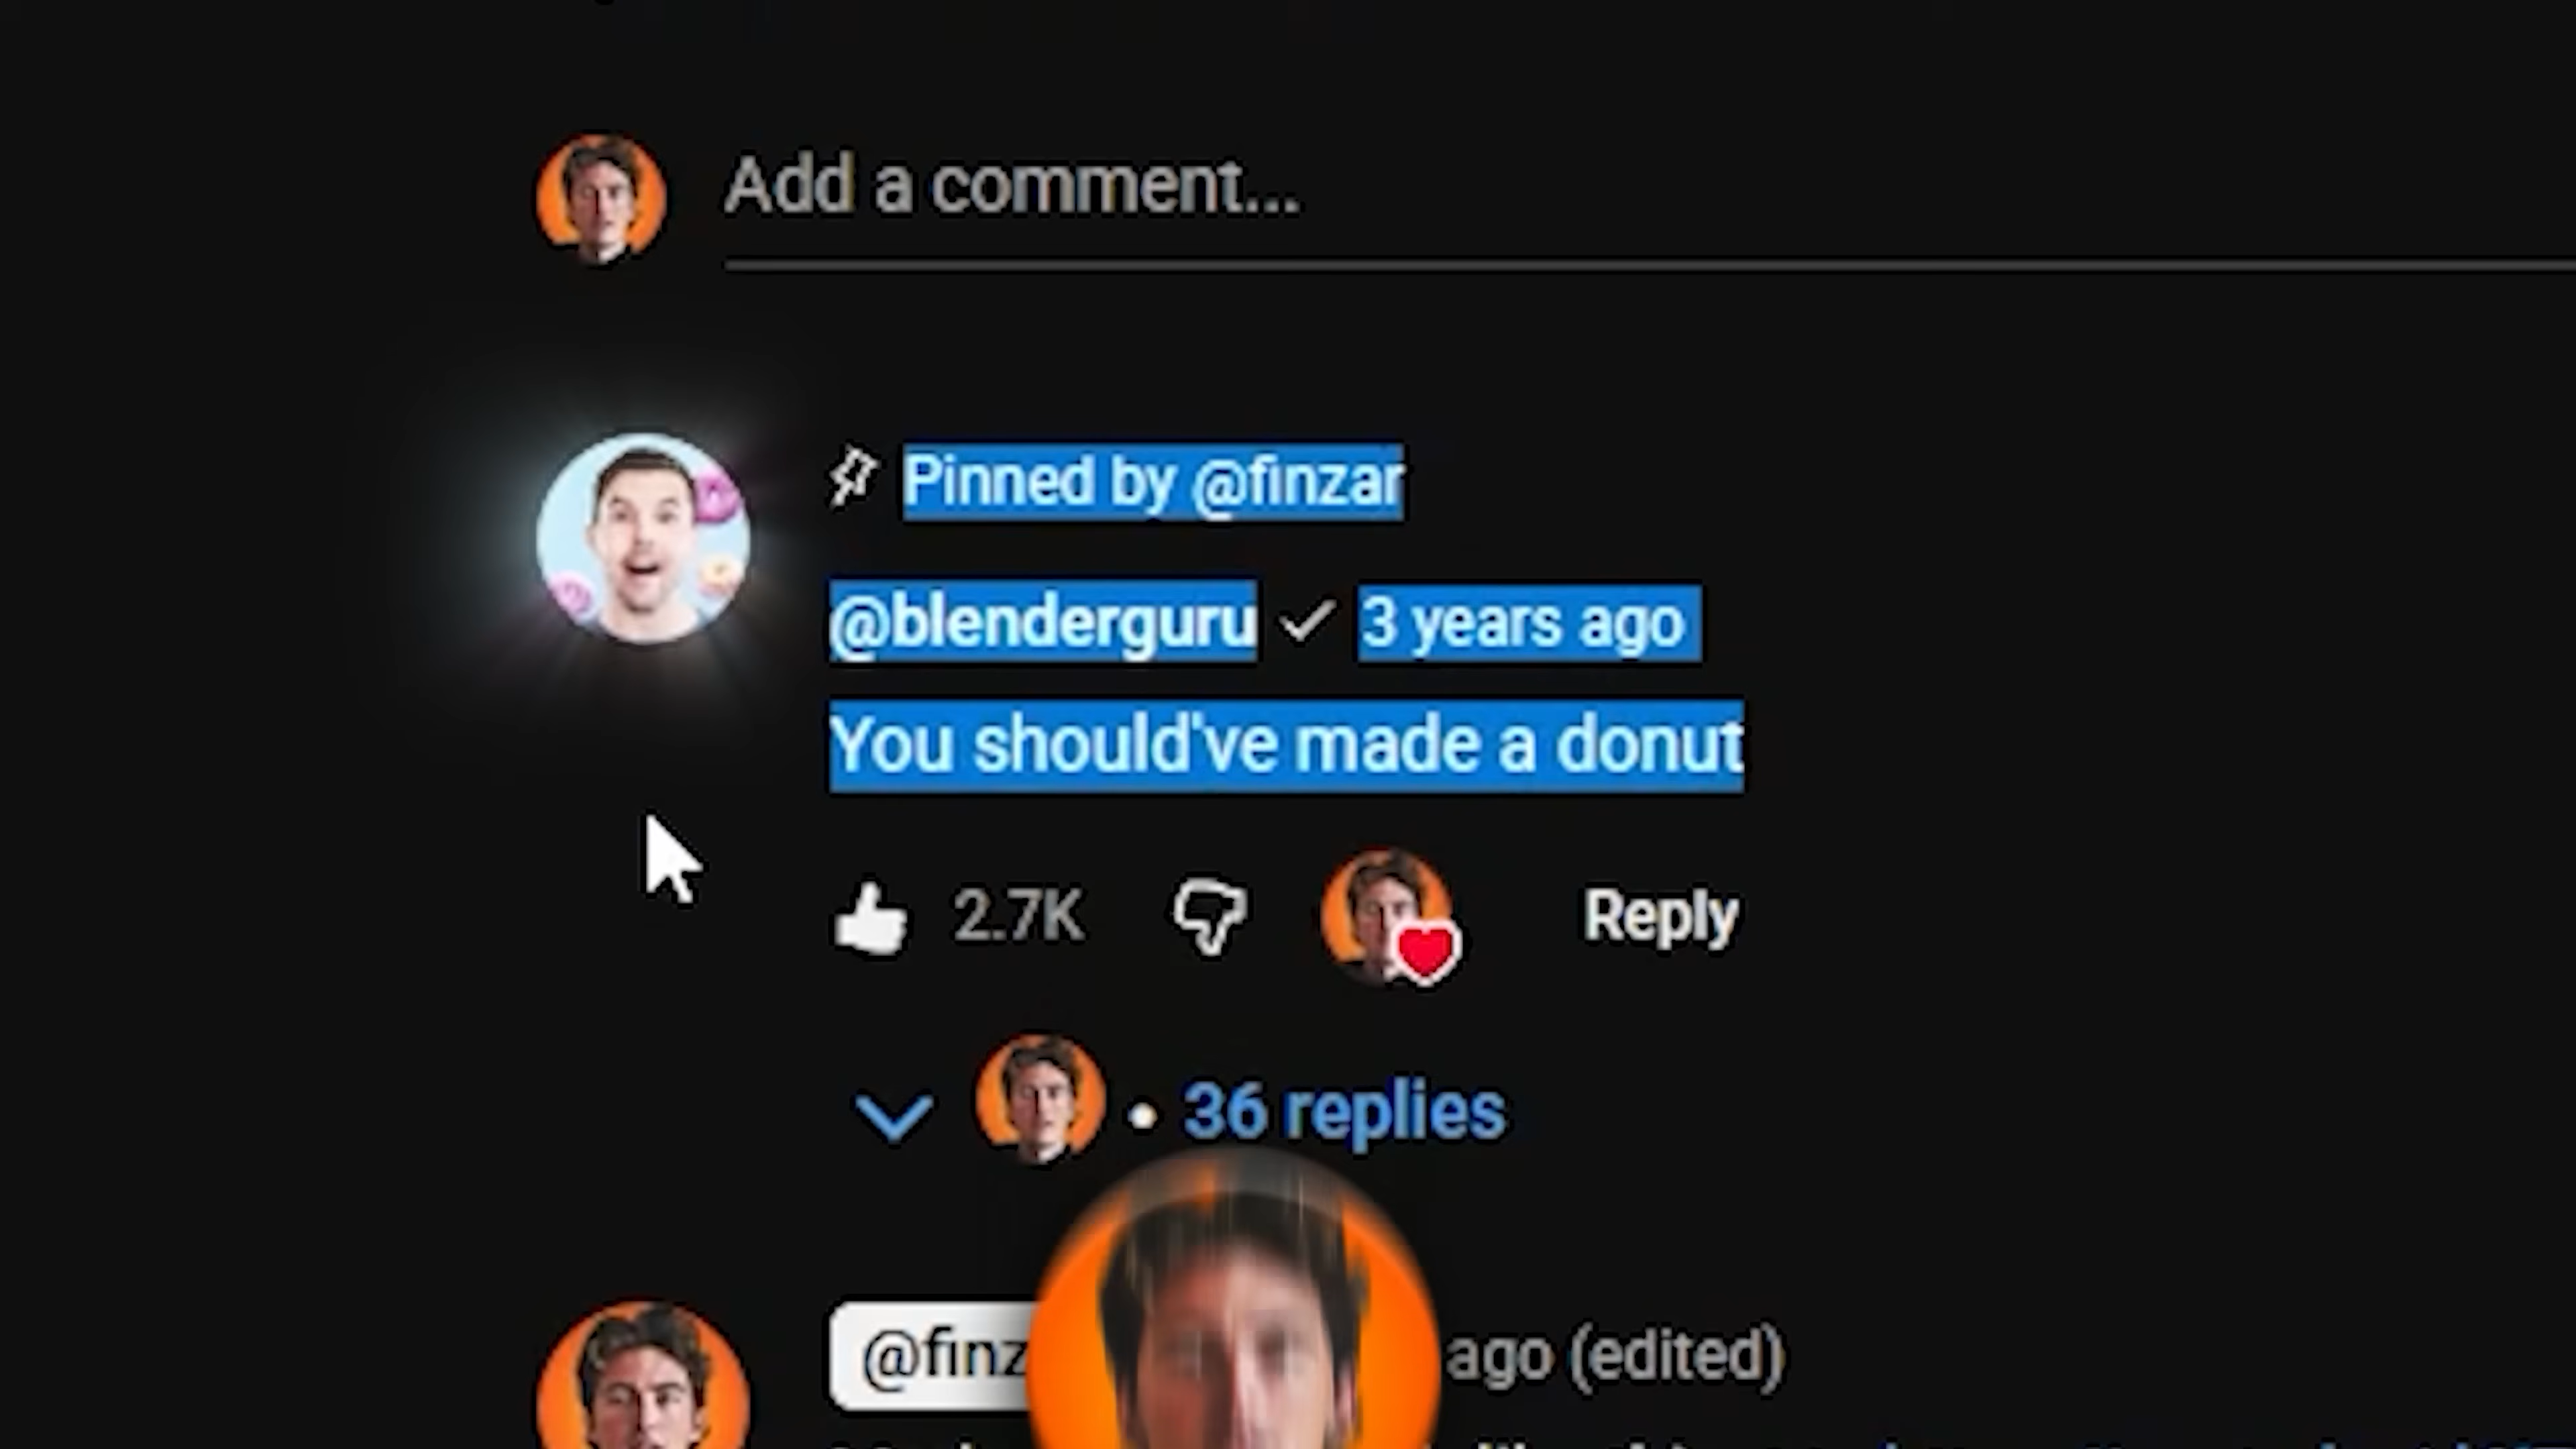 Add a comment...
Pinned by @finzar
@blenderguru 3 years ago
You should've made a donut
2.7K Reply
36 replies
@finz ago (edited)